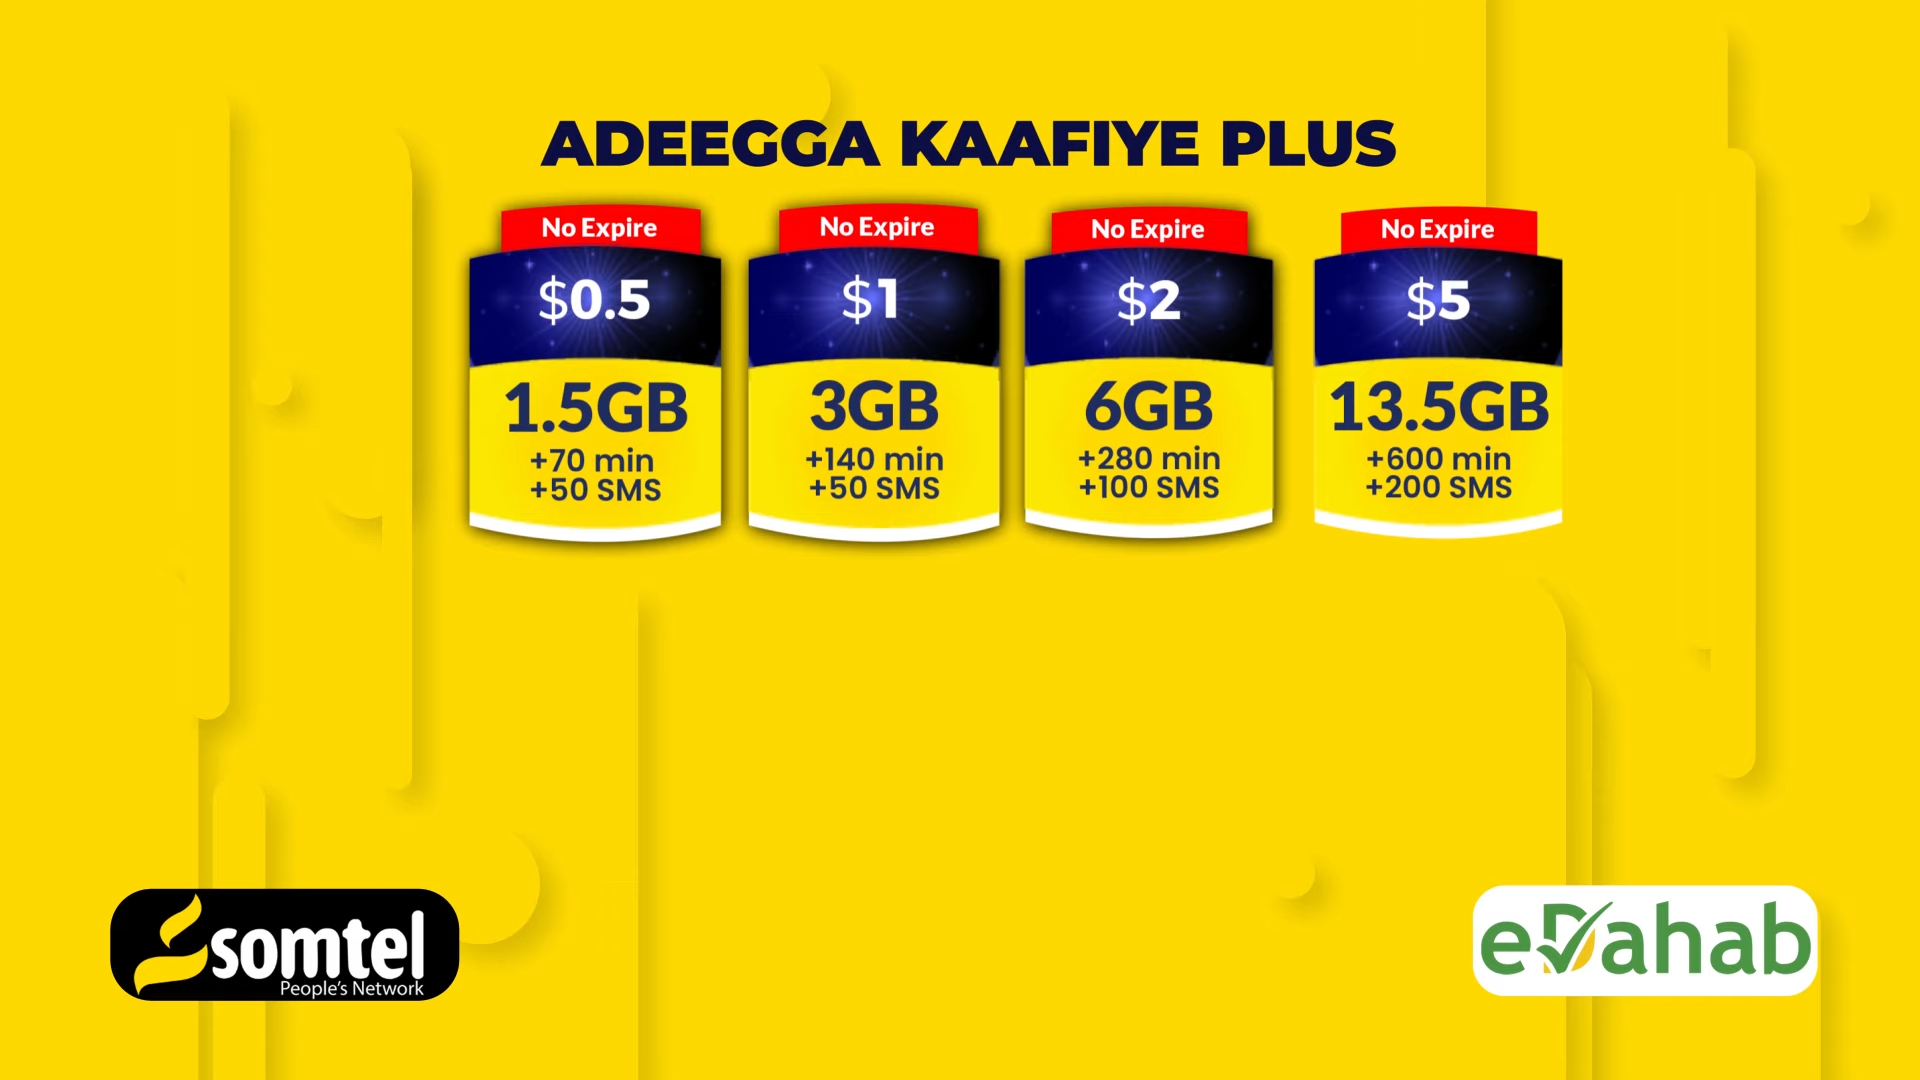 ADEEGGA KAAFIYE PLUS
No Expire
$0.5
1.5GB
+70 min
+50 SMS
No Expire
$1
3GB
+140 min
+50 SMS
No Expire
$2
6GB
+280 min
+100 SMS
No Expire
$5
13.5GB
+600 min
+200 SMS
somtel
People's Network
eDahab